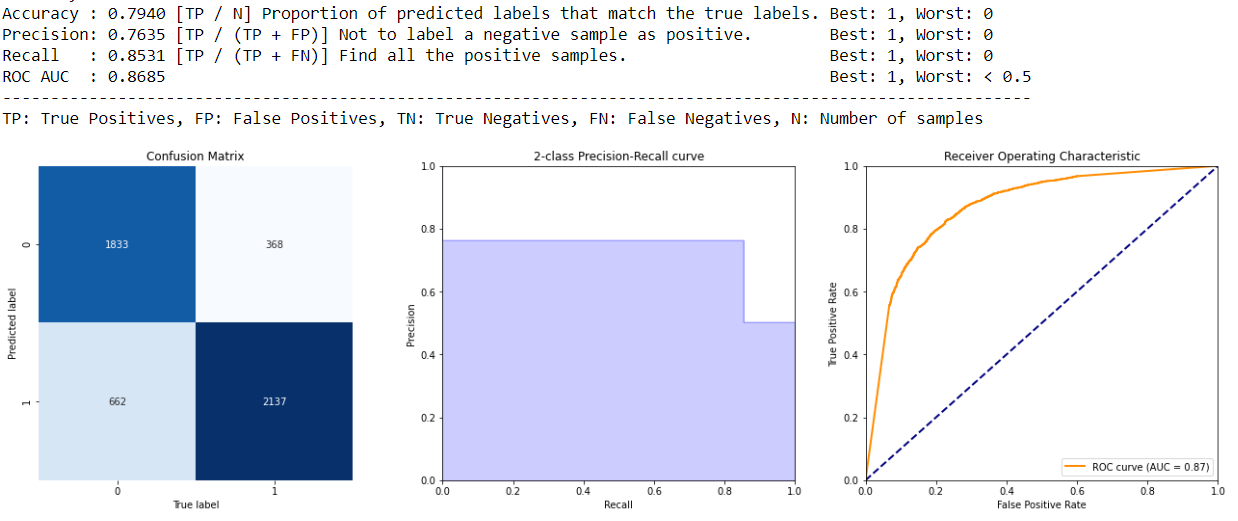 Accuracy : 0.7940 [TP / N] Proportion of predicted labels that match the true labels. Best: 1, Worst: 0
Precision: 0.7635 [TP / (TP + FP)] Not to label a negative sample as positive.        Best: 1, Worst: 0
Recall   : 0.8531 [TP / (TP + FN)] Find all the positive samples.                     Best: 1, Worst: 0
ROC AUC  : 0.8685                                                                     Best: 1, Worst: < 0.5
-----------------------------------------------------------------------------------------------------------
TP: True Positives, FP: False Positives, TN: True Negatives, FN: False Negatives, N: Number of samples
Confusion Matrix
0
1833
368
Predicted label
1
662
2137
0
1
True label
2-class Precision-Recall curve
1.0
0.8
0.6
Precision
0.4
0.2
0.0
0.0
0.2
0.4
0.6
0.8
1.0
Recall
Receiver Operating Characteristic
1.0
0.8
0.6
True Positive Rate
0.4
0.2
0.0
ROC curve (AUC = 0.87)
0.0
0.2
0.4
0.6
0.8
1.0
False Positive Rate